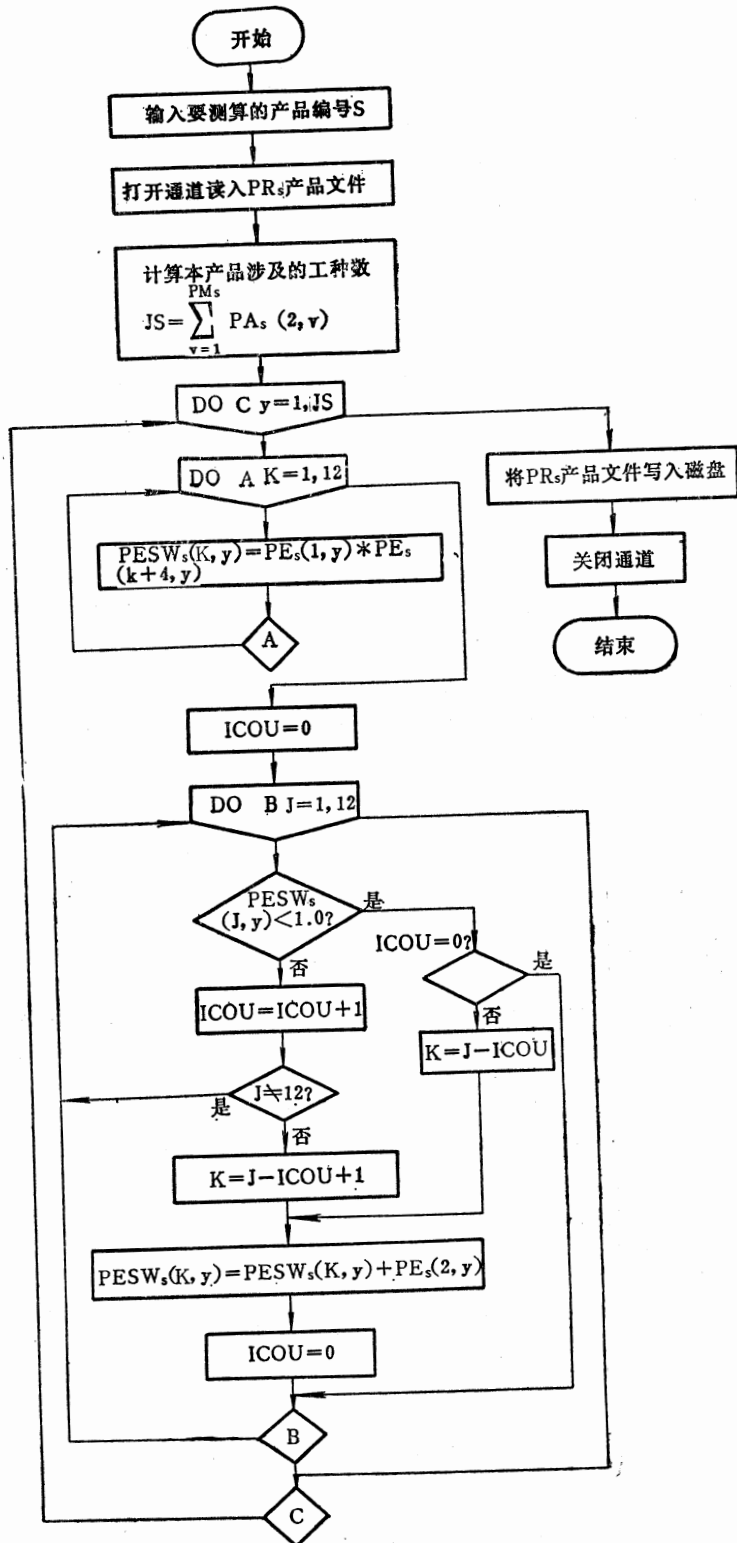 开始
输入要测算的产品编号S
打开通道读入PRs产品文件
计算本产品涉及的工种数
PMs
JS=∑ PAs (2,v)
v=1
DO C y=1,JS
DO A K=1,12
将PRs产品文件写入磁盘
PESWs(K,y)=PEs(1,y)*PEs
(k+4,y)
关闭通道
A
结束
ICOU=0
DO B J=1,12
PESWs
(J,y)<1.0?
是
ICOU=0?
是
否
ICOU=ICOU+1
否
K=J-ICOU
J≠12?
是
否
K=J-ICOU+1
PESWs(K,y)=PESWs(K,y)+PEs(2,y)
ICOU=0
B
C